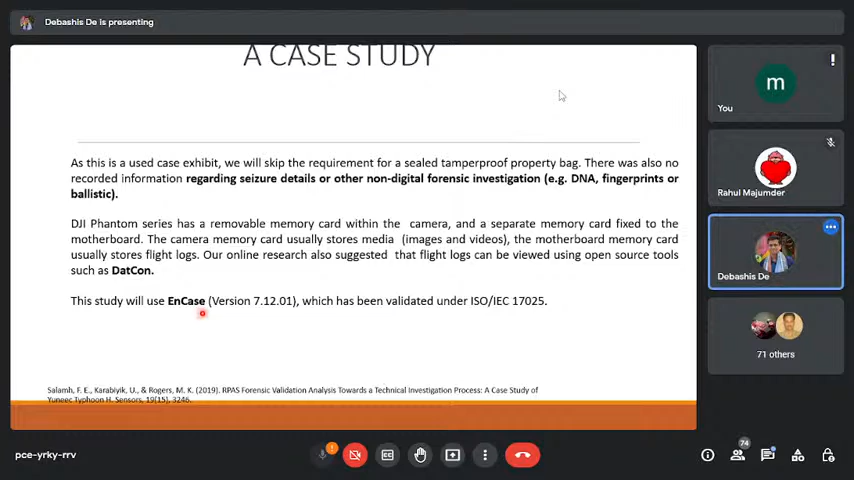 Debashis De is presenting
A CASE STUDY
As this is a used case exhibit, we will skip the requirement for a sealed tamperproof property bag. There was also no
recorded information regarding seizure details or other non-digital forensic investigation (e.g. DNA, fingerprints or
ballistic).
DJI Phantom series has a removable memory card within the camera, and a separate memory card fixed to the
motherboard. The camera memory card usually stores media (images and videos), the motherboard memory card
usually stores flight logs. Our online research also suggested that flight logs can be viewed using open source tools
such as DatCon.
This study will use EnCase (Version 7.12.01), which has been validated under ISO/IEC 17025.
Salamh, F. E., Karabiyik, U., & Rogers, M. K. (2019). RPAS Forensic Validation Analysis Towards a Technical Investigation Process: A Case Study of
Yuneec Typhoon H. Sensors, 19(15), 3246.
m
You
Rahul Majumder
Debashis De
71 others
pce-yrky-rrv
74